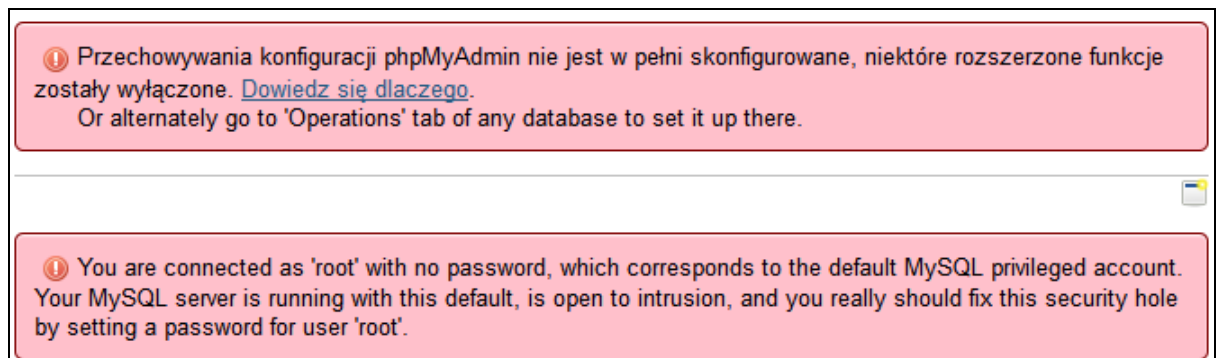 Przechowywania konfiguracji phpMyAdmin nie jest w pełni skonfigurowane, niektóre rozszerzone funkcje
zostały wyłączone. Dowiedz się dlaczego.
Or alternately go to 'Operations' tab of any database to set it up there.
You are connected as 'root' with no password, which corresponds to the default MySQL privileged account.
Your MySQL server is running with this default, is open to intrusion, and you really should fix this security hole
by setting a password for user 'root'.